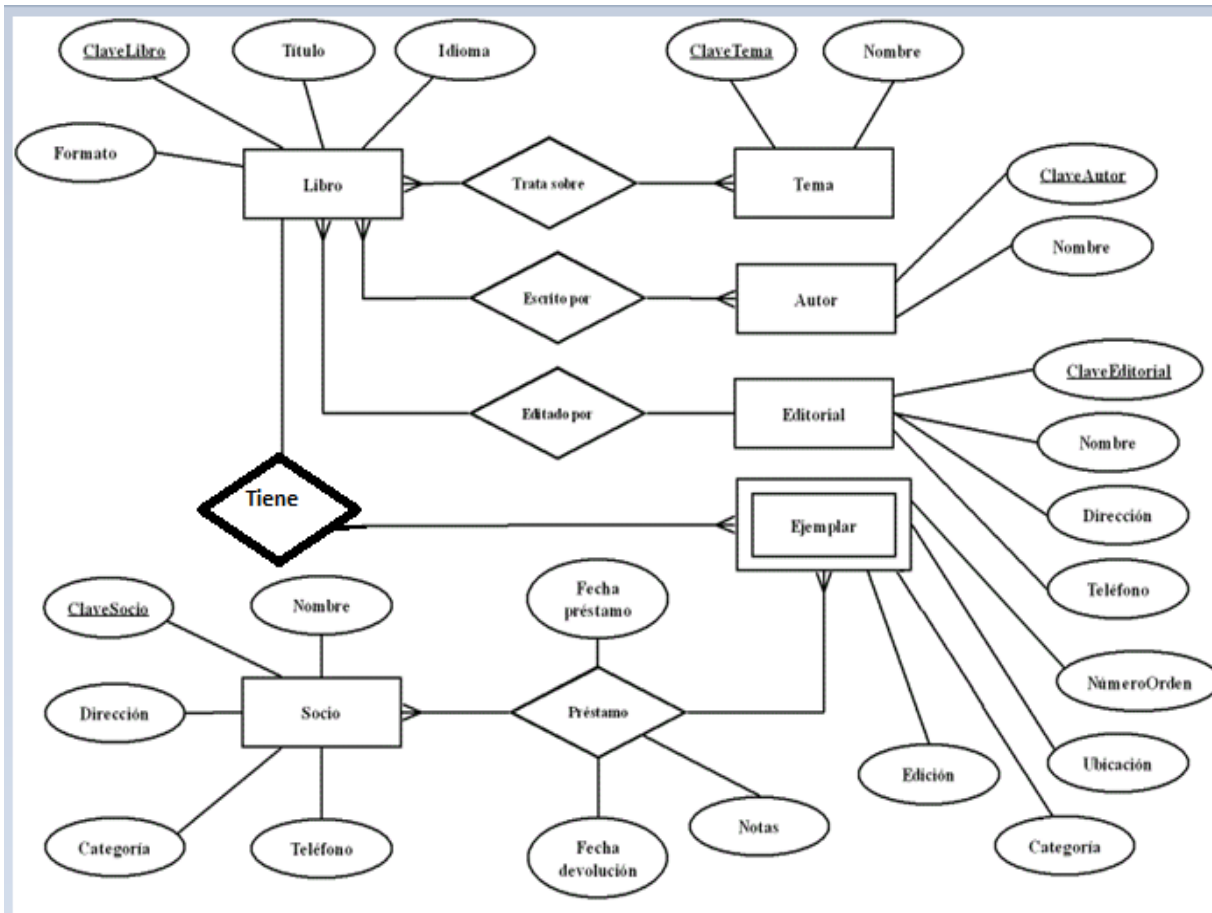 ClaveLibro
Título
Idioma
ClaveTema
Nombre
Formato
Libro
Trata sobre
Tema
ClaveAutor
Nombre
Escrito por
Autor
ClaveEditorial
Editado por
Editorial
Nombre
Tiene
Dirección
Ejemplar
Teléfono
ClaveSocio
Nombre
Fecha
préstamo
NúmeroOrden
Dirección
Socio
Préstamo
Ubicación
Edición
Categoría
Teléfono
Fecha
devolución
Notas
Categoría